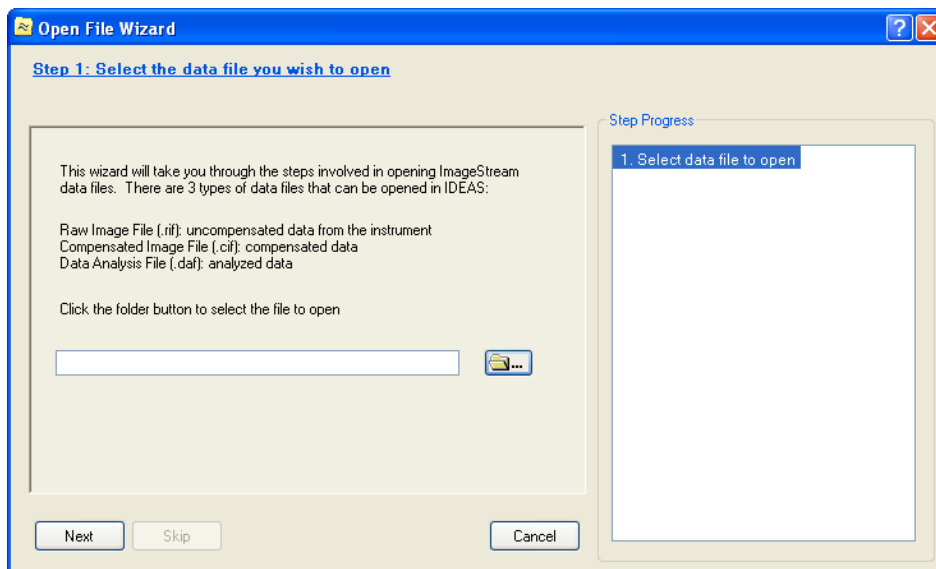 Open File Wizard
Step 1: Select the data file you wish to open
Step Progress
1. Select data file to open
This wizard will take you through the steps involved in opening ImageStream
data files. There are 3 types of data files that can be opened in IDEAS:
Raw Image File (.rif): uncompensated data from the instrument
Compensated Image File (.cif): compensated data
Data Analysis File (.daf): analyzed data
Click the folder button to select the file to open
...
Next
Skip
Cancel